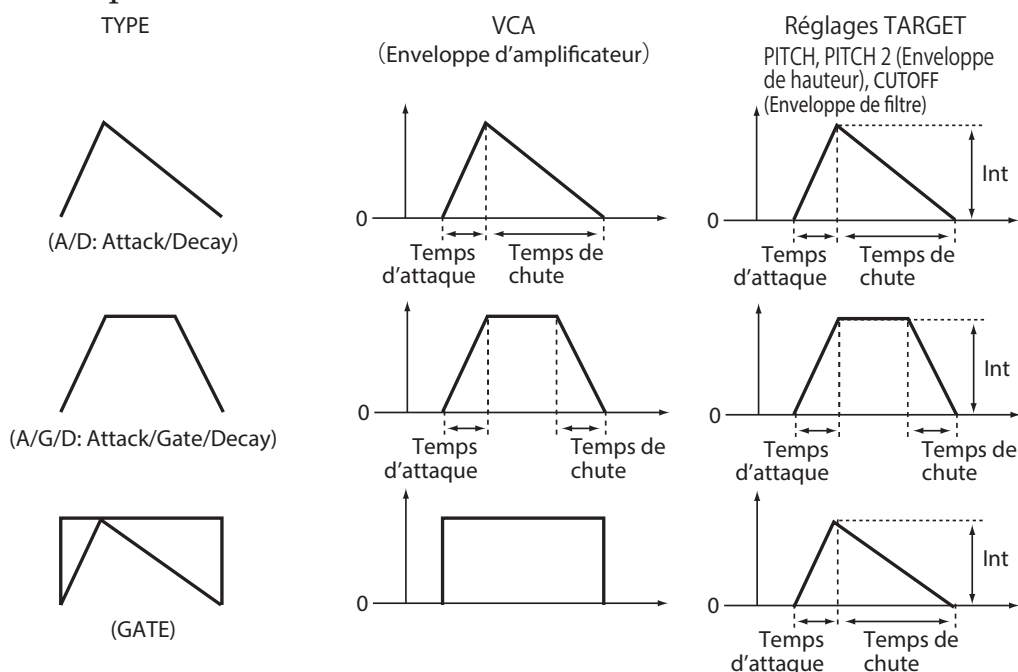 TYPE
VCA
(Enveloppe d'amplificateur)
Réglages TARGET
PITCH, PITCH 2 (Enveloppe
de hauteur), CUTOFF
(Enveloppe de filtre)
(A/D: Attack/Decay)
0
Temps
d'attaque
Temps de
chute
0
Int
Temps
d'attaque
Temps de
chute
(A/G/D: Attack/Gate/Decay)
0
Temps
d'attaque
Temps de
chute
0
Int
Temps
d'attaque
Temps de
chute
(GATE)
0
0
Int
Temps
d'attaque
Temps de
chute